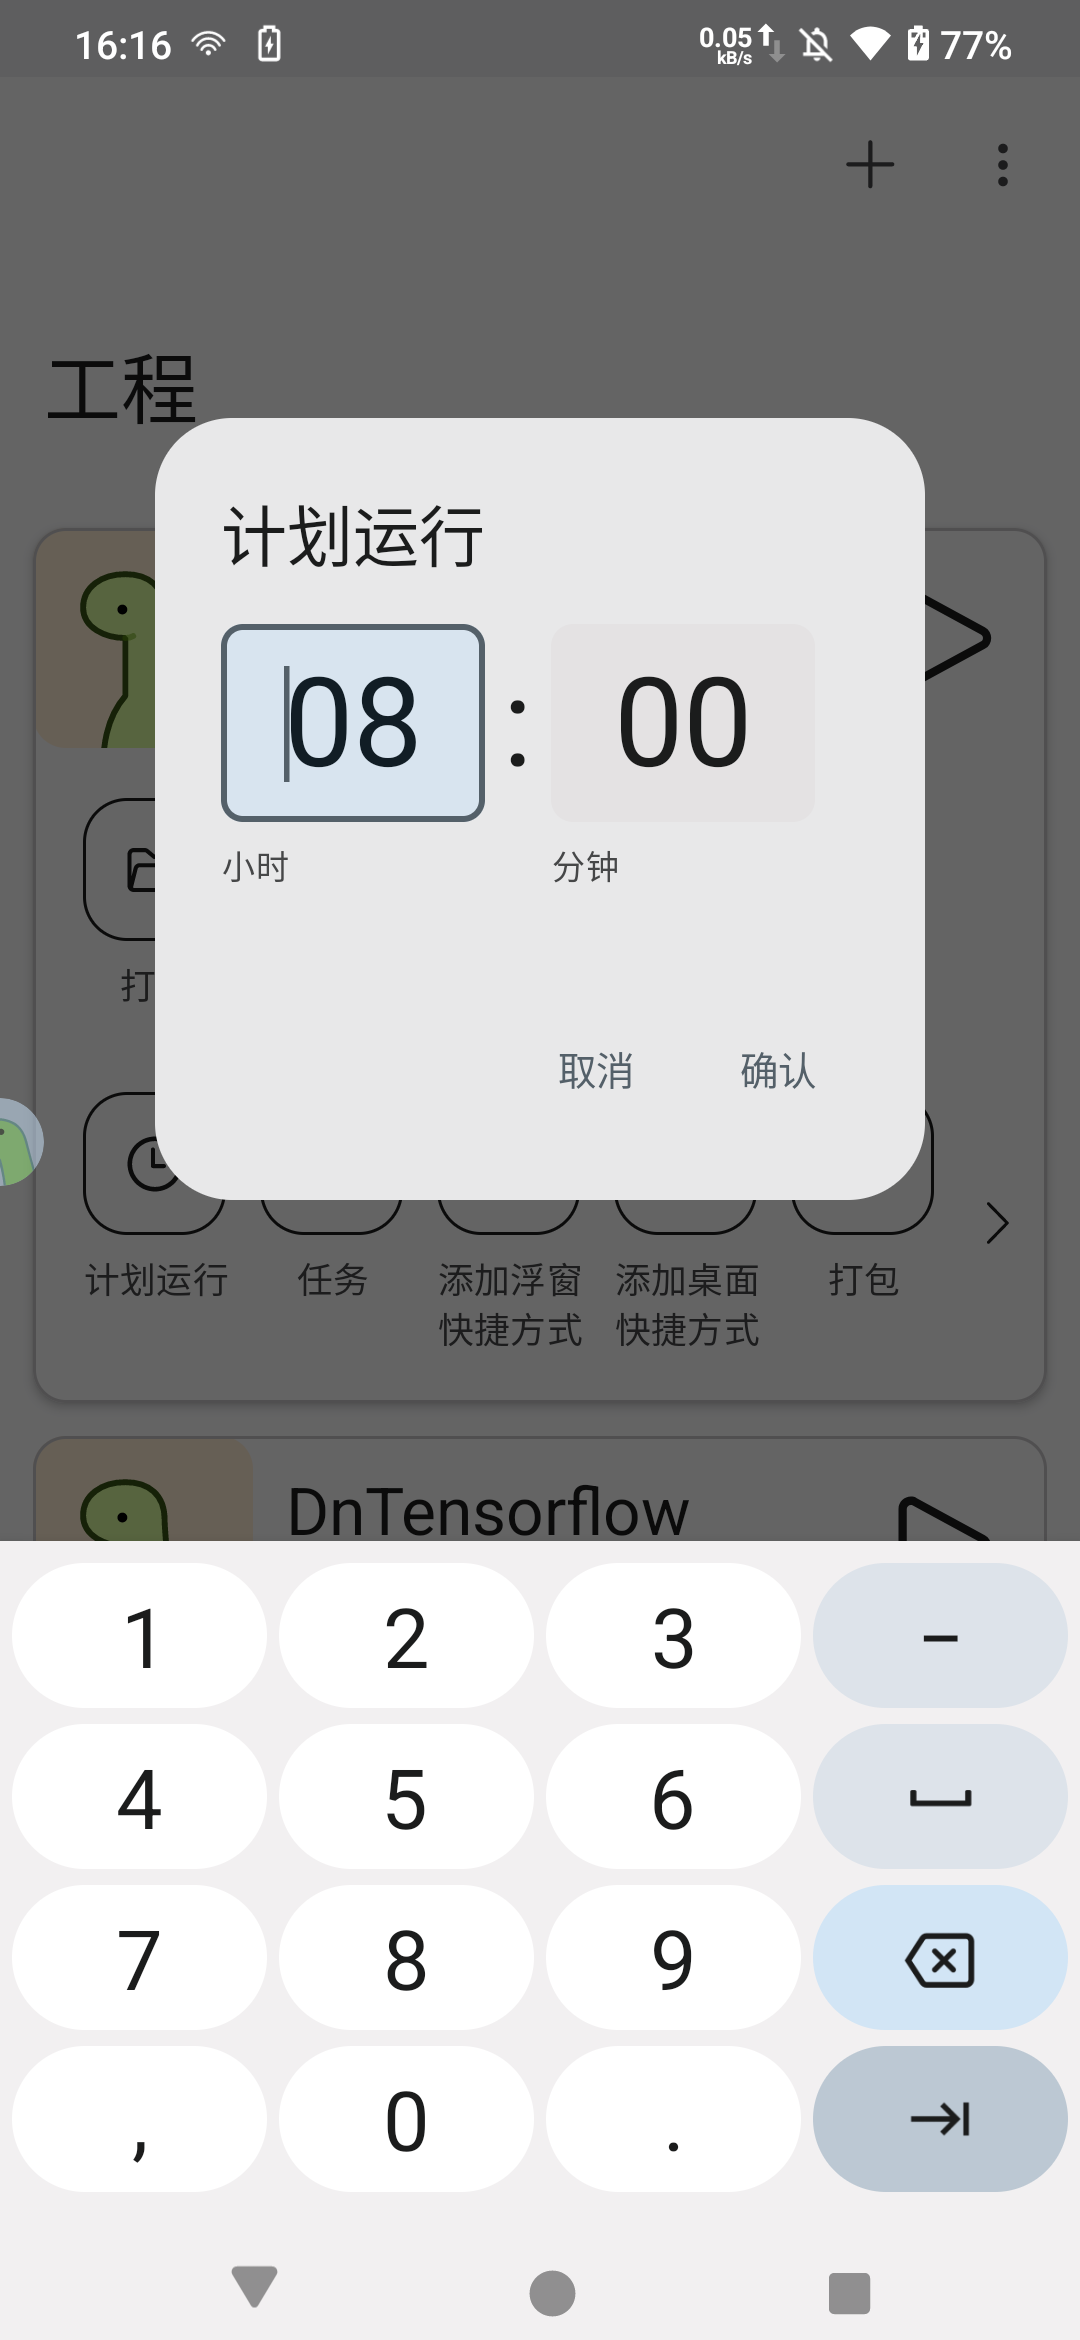 16:16
0.05
kB/s
77%
工程
计划运行
08 : 00
小时 分钟
取消 确认
打
计划运行 任务 添加浮窗 添加桌面 打包
快捷方式 快捷方式
DnTensorflow
1 2 3 –
4 5 6
7 8 9
, 0 .